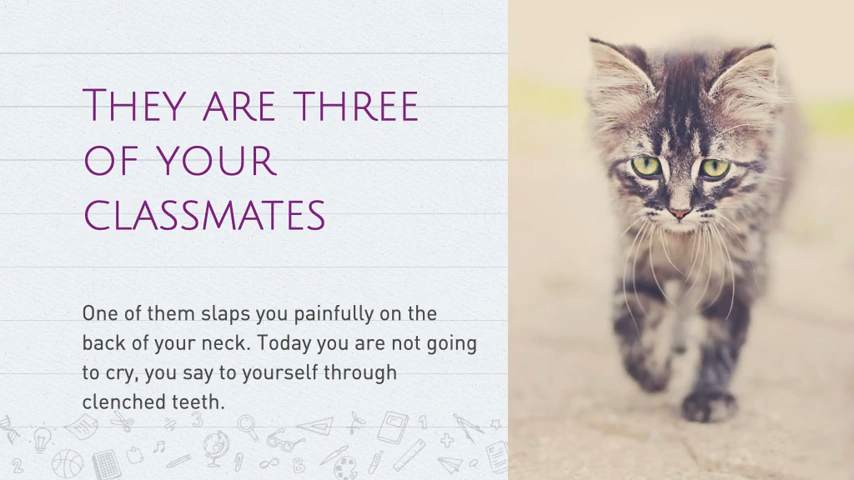 They are three
of your
classmates
One of them slaps you painfully on the
back of your neck. Today you are not going
to cry, you say to yourself through
clenched teeth.